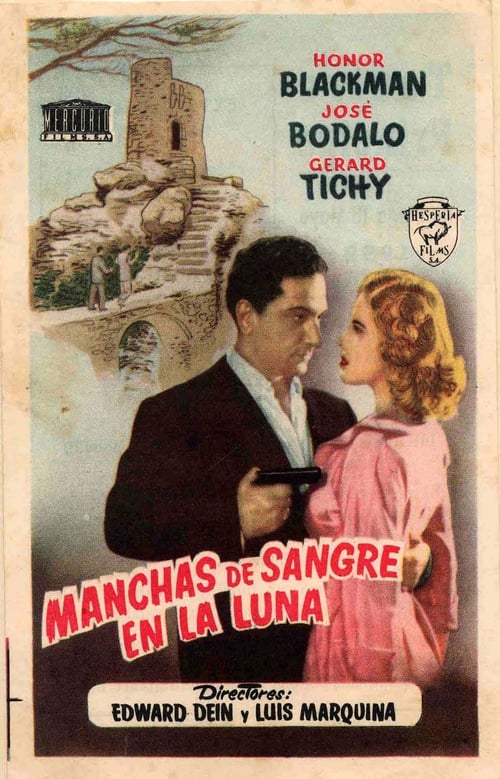 HONOR
BLACKMAN
JOSÉ
BODALO
GERARD
TICHY
MERCURIO
FILMS, S.A.
HESPERIA
FILMS
S.A.
MANCHAS DE SANGRE
EN LA LUNA
Directores:
EDWARD DEIN Y LUIS MARQUINA